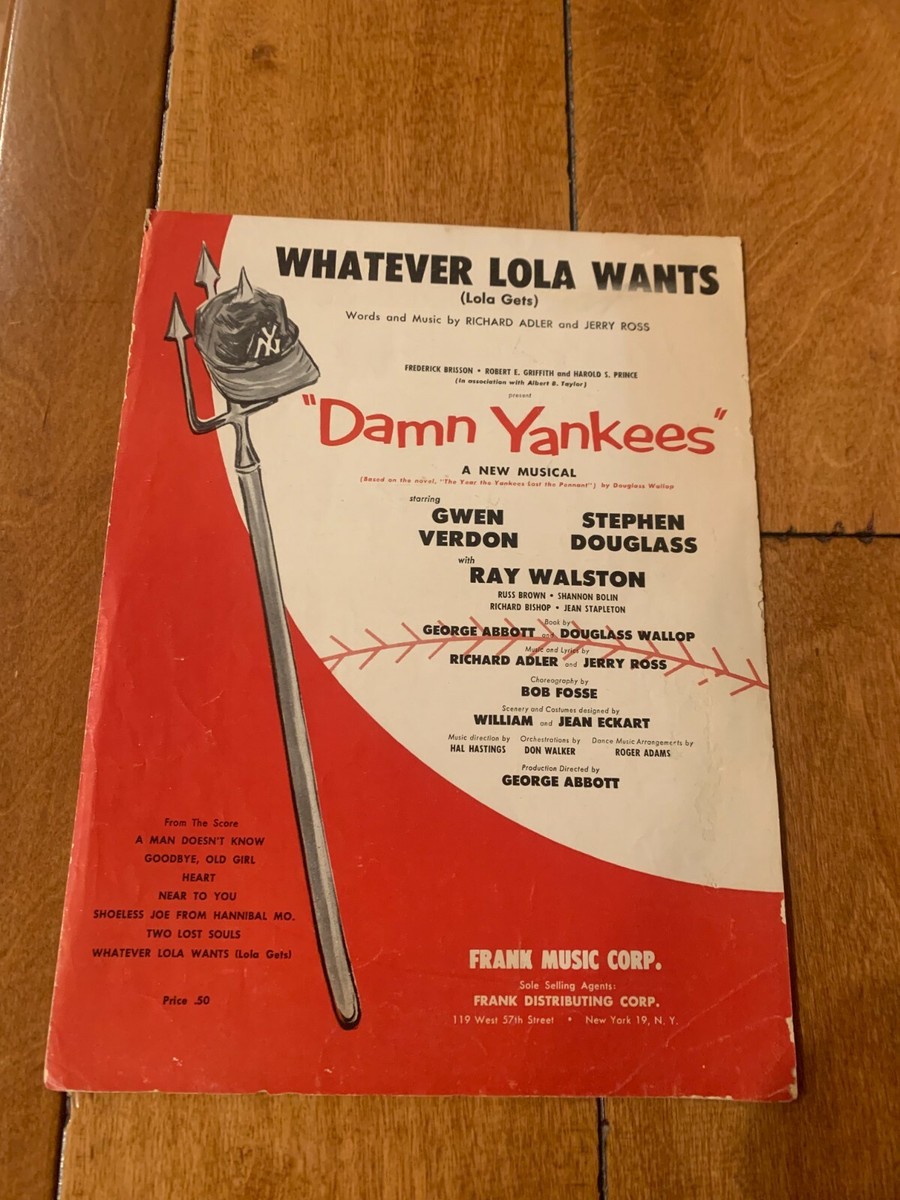 WHATEVER LOLA WANTS
(Lola Gets)
Words and Music by RICHARD ADLER and JERRY ROSS
NY
FREDERICK BRISSON • ROBERT E. GRIFFITH and HAROLD S. PRINCE
(in association with Albert B. Taylor)
present
"Damn Yankees"
A NEW MUSICAL
(Based on the novel, "The Year the Yankees Lost the Pennant") by Douglass Wallop
starring
GWEN VERDON
STEPHEN DOUGLASS
with
RAY WALSTON
RUSS BROWN • SHANNON BOLIN
RICHARD BISHOP • JEAN STAPLETON
Book by
GEORGE ABBOTT and DOUGLASS WALLOP
Music and Lyrics by
RICHARD ADLER and JERRY ROSS
Choreography by
BOB FOSSE
Scenery and Costumes designed by
WILLIAM and JEAN ECKART
Music direction by Orchestrations by Dance Music Arrangements by
HAL HASTINGS DON WALKER ROGER ADAMS
Production Directed by
GEORGE ABBOTT
From The Score
A MAN DOESN'T KNOW
GOODBYE, OLD GIRL
HEART
NEAR TO YOU
SHOELESS JOE FROM HANNIBAL MO.
TWO LOST SOULS
WHATEVER LOLA WANTS (Lola Gets)
Price .50
FRANK MUSIC CORP.
Sole Selling Agents:
FRANK DISTRIBUTING CORP.
119 West 57th Street • New York 19, N. Y.